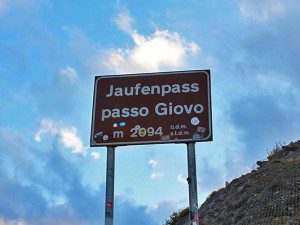 Jaufenpass
passo Giovo
m 2094 ü.d.m.
s.l.m.